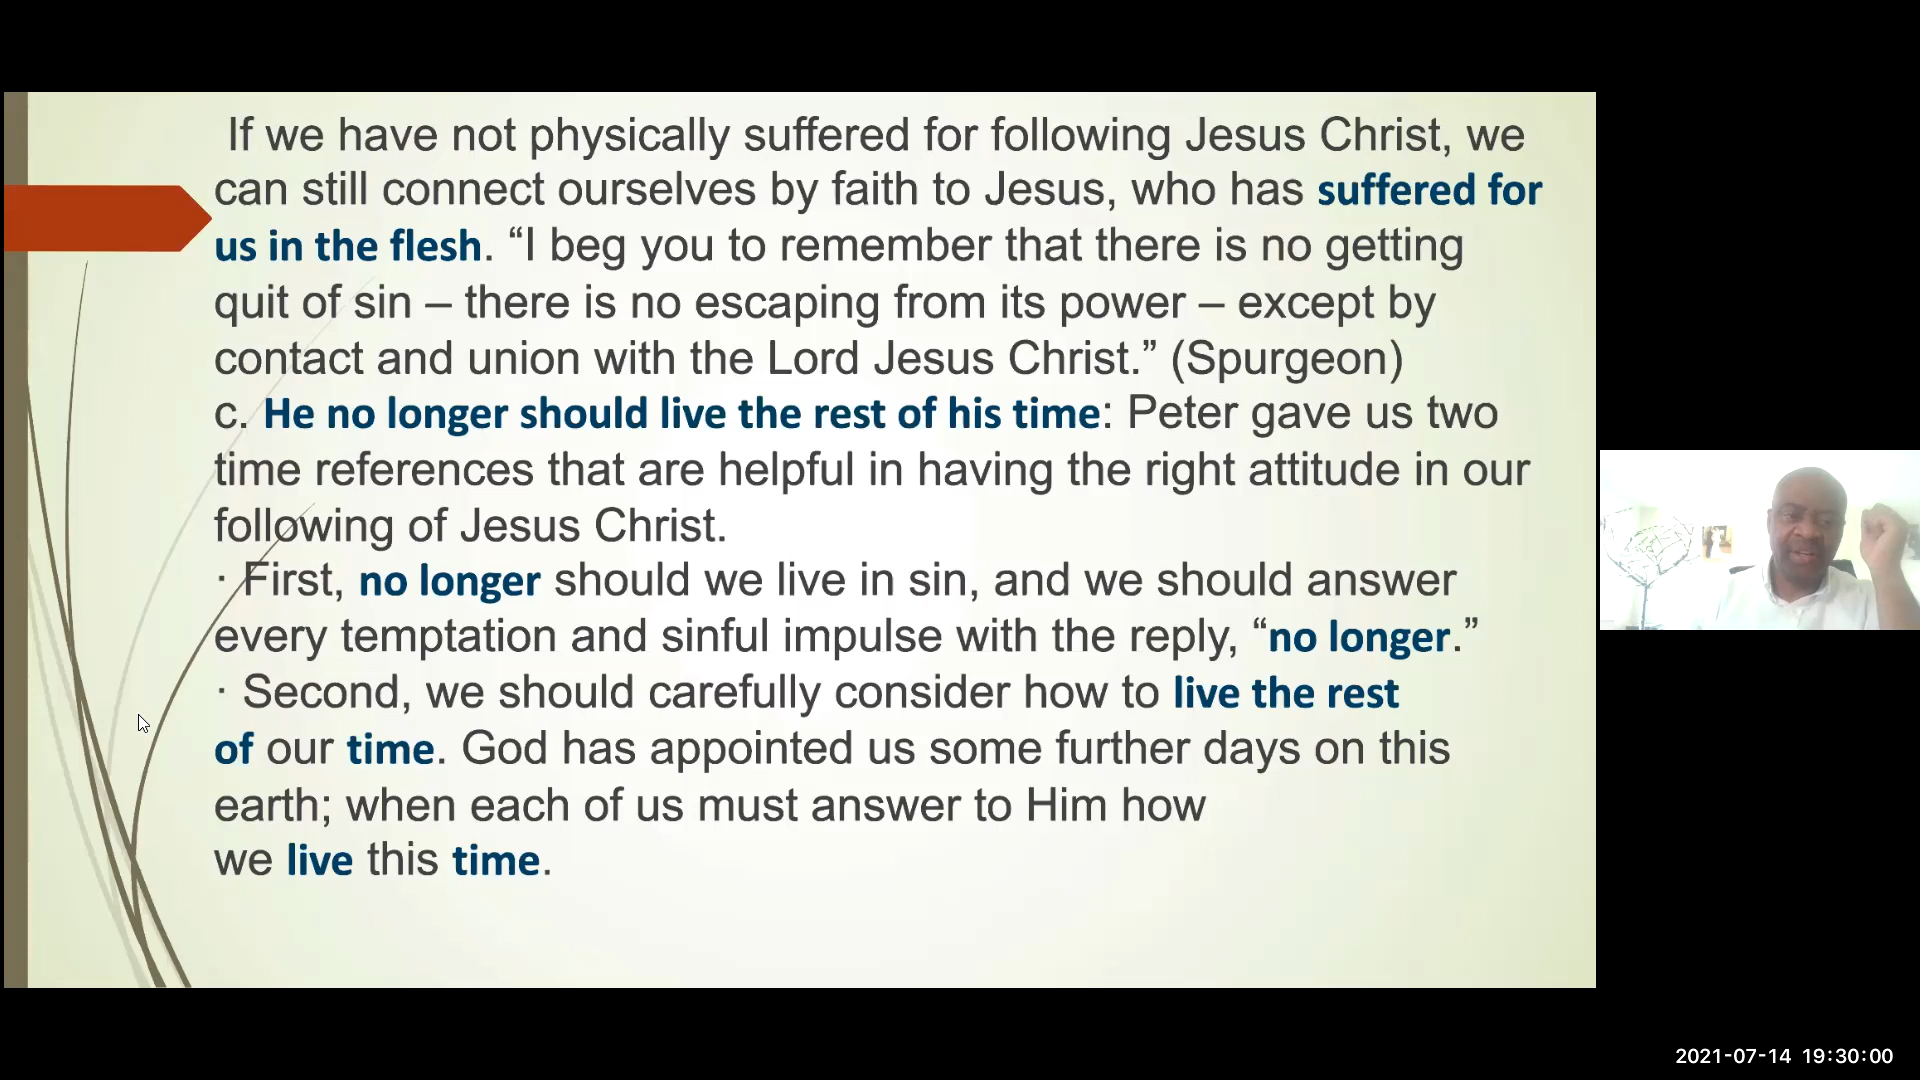 If we have not physically suffered for following Jesus Christ, we
can still connect ourselves by faith to Jesus, who has suffered for
us in the flesh. “I beg you to remember that there is no getting
quit of sin – there is no escaping from its power – except by
contact and union with the Lord Jesus Christ.” (Spurgeon)
c. He no longer should live the rest of his time: Peter gave us two
time references that are helpful in having the right attitude in our
following of Jesus Christ.
· First, no longer should we live in sin, and we should answer
every temptation and sinful impulse with the reply, “no longer.”
· Second, we should carefully consider how to live the rest
of our time. God has appointed us some further days on this
earth; when each of us must answer to Him how
we live this time.
2021-07-14 19:30:00